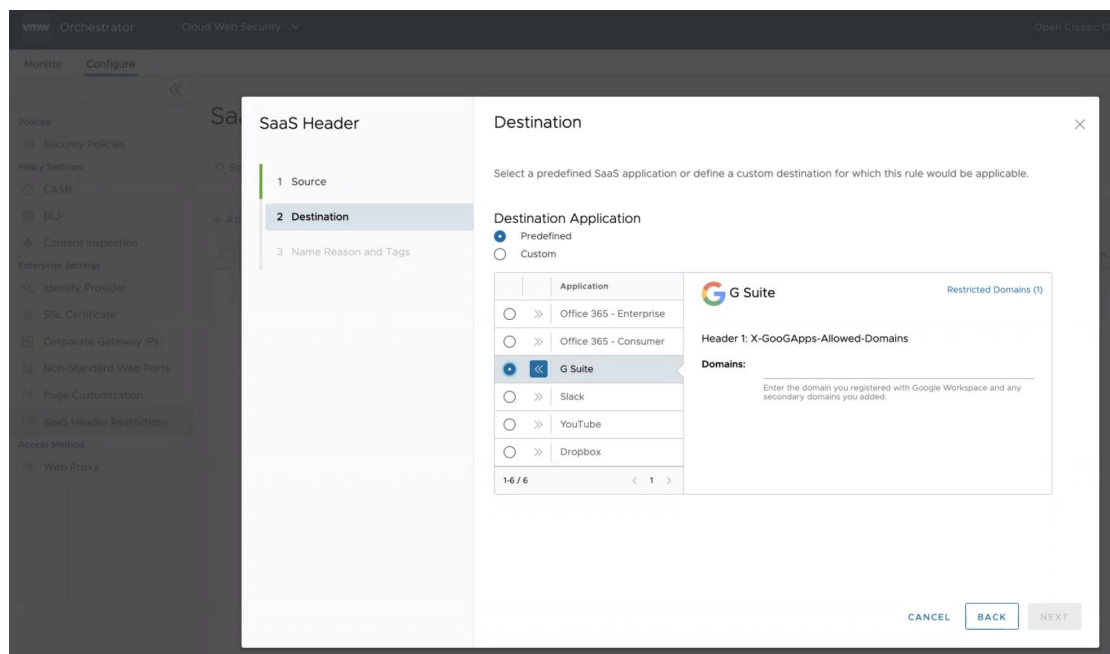 vmw Orchestrator
Cloud Web Security
Open Classic O
Monitor Configure
Policies
Security Policies
Policy Settings
CASB
DLP
Content Inspection
Enterprise Settings
Identity Provider
SSL Certificate
Corporate Gateway IPs
Non-Standard Web Ports
Page Customization
SaaS Header Restrictions
Access Method
Web Proxy
SaaS Header
1 Source
2 Destination
3 Name Reason and Tags
Destination
Select a predefined SaaS application or define a custom destination for which this rule would be applicable.
Destination Application
Predefined
Custom
Application
Office 365 - Enterprise
Office 365 - Consumer
G Suite
Slack
YouTube
Dropbox
1-6 / 6
1
G Suite
Restricted Domains (1)
Header 1: X-GooGApps-Allowed-Domains
Domains:
Enter the domain you registered with Google Workspace and any
secondary domains you added.
CANCEL
BACK
NEXT